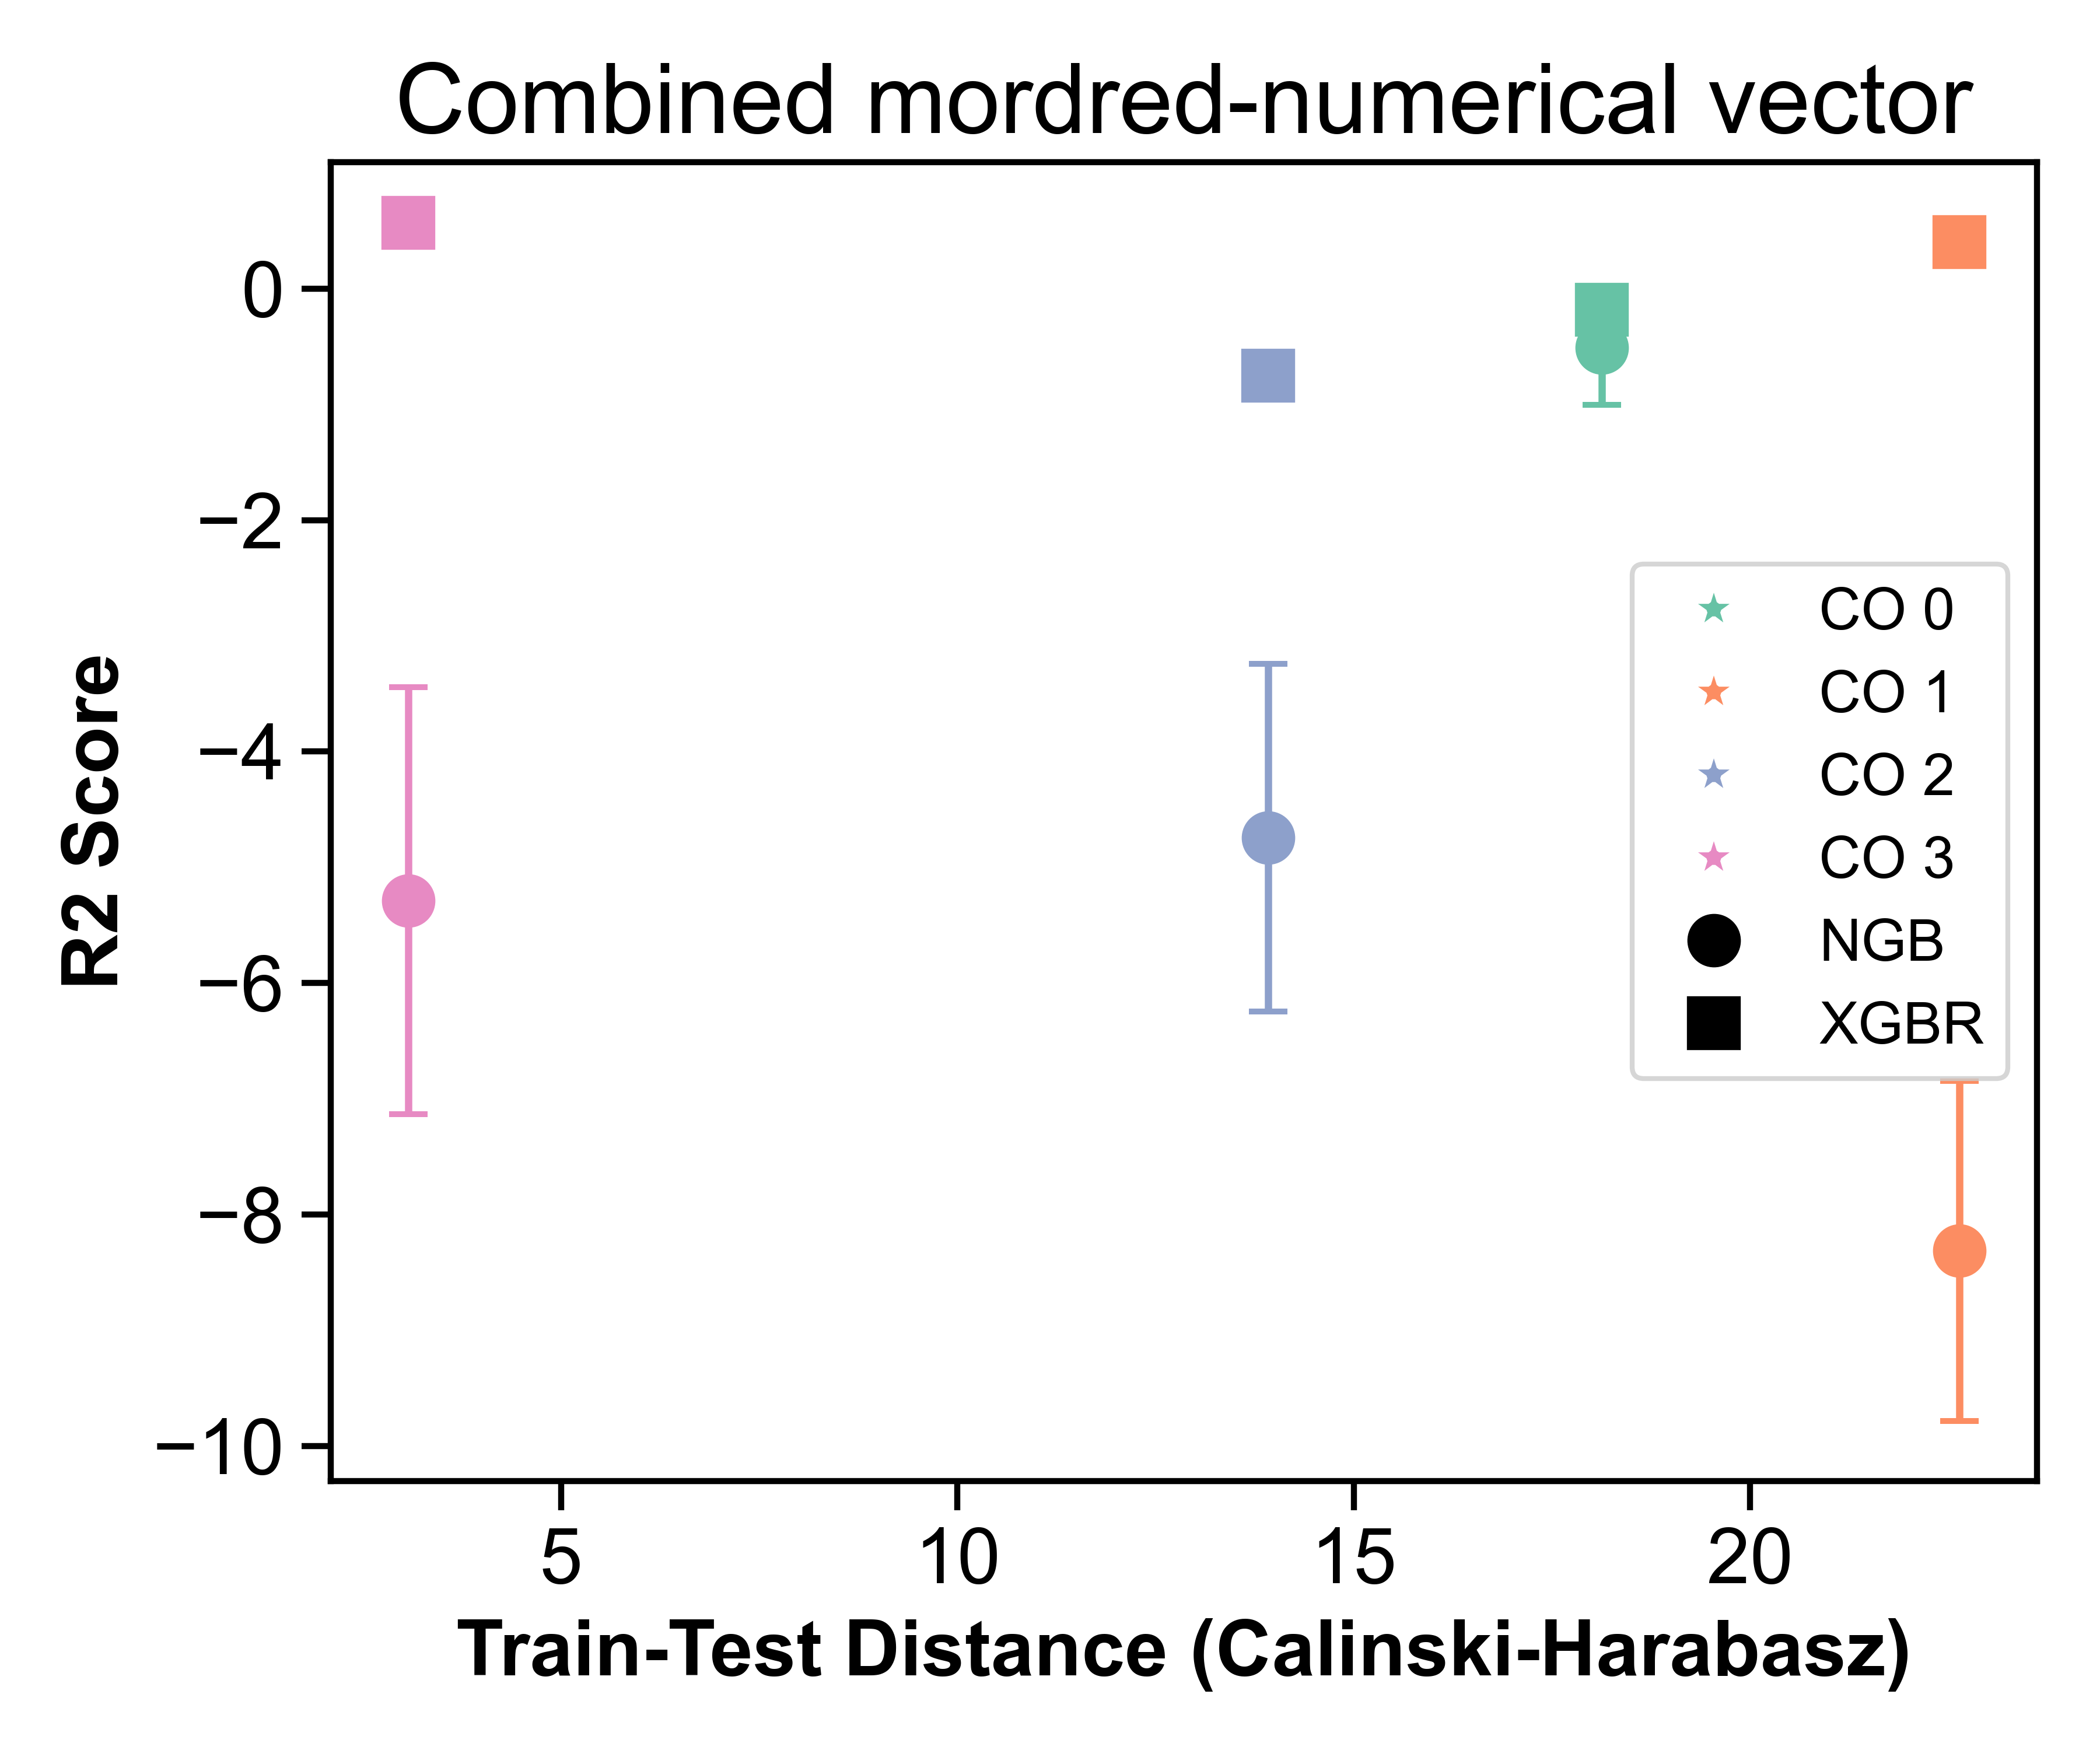 Combined mordred-numerical vector
R2 Score
0
−2
−4
−6
−8
−10
CO 0
CO 1
CO 2
CO 3
NGB
XGBR
5 10 15 20
Train-Test Distance (Calinski-Harabasz)